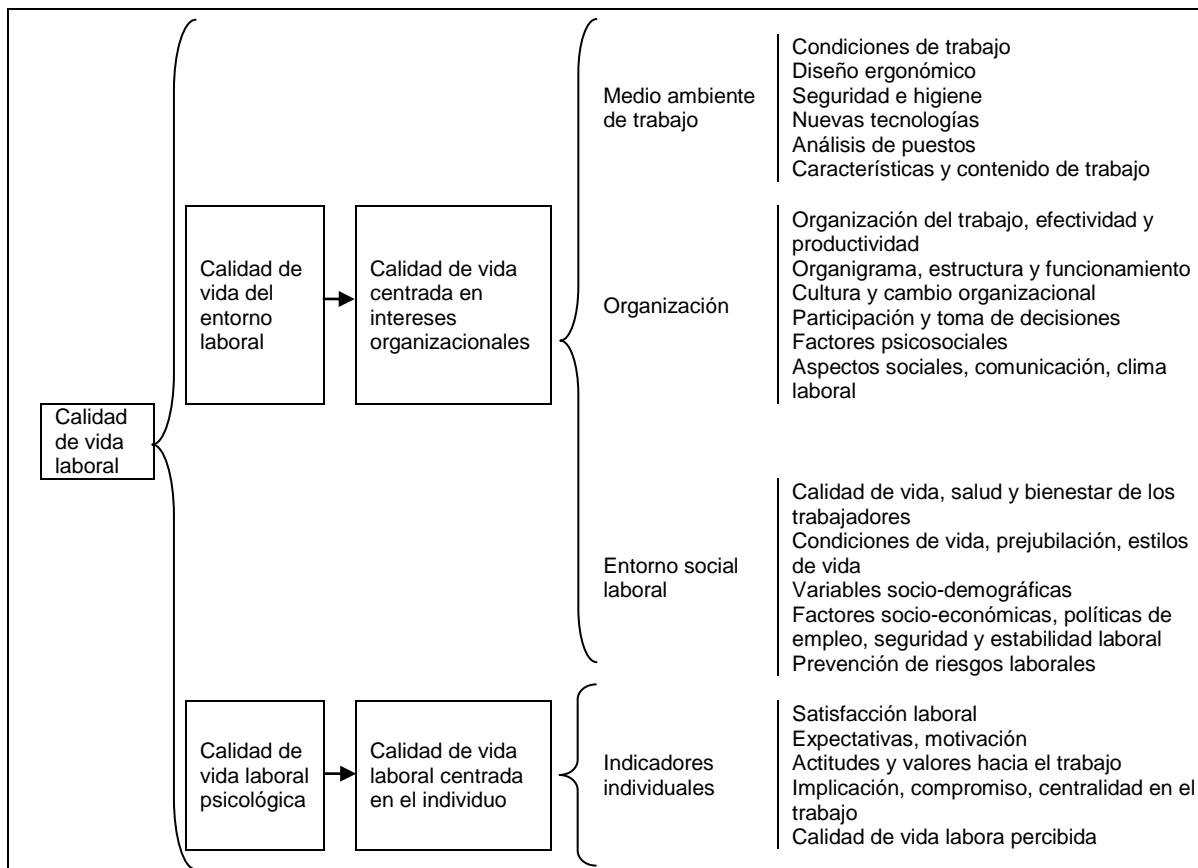 Calidad
de vida
laboral
Calidad de
vida del
entorno
laboral
Calidad de vida
centrada en
intereses
organizacionales
Medio ambiente
de trabajo
Condiciones de trabajo
Diseño ergonómico
Seguridad e higiene
Nuevas tecnologías
Análisis de puestos
Características y contenido de trabajo
Organización
Organización del trabajo, efectividad y
productividad
Organigrama, estructura y funcionamiento
Cultura y cambio organizacional
Participación y toma de decisiones
Factores psicosociales
Aspectos sociales, comunicación, clima
laboral
Entorno social
laboral
Calidad de vida, salud y bienestar de los
trabajadores
Condiciones de vida, prejubilación, estilos
de vida
Variables socio-demográficas
Factores socio-económicas, políticas de
empleo, seguridad y estabilidad laboral
Prevención de riesgos laborales
Calidad de
vida laboral
psicológica
Calidad de vida
laboral centrada
en el individuo
Indicadores
individuales
Satisfacción laboral
Expectativas, motivación
Actitudes y valores hacia el trabajo
Implicación, compromiso, centralidad en el
trabajo
Calidad de vida labora percibida